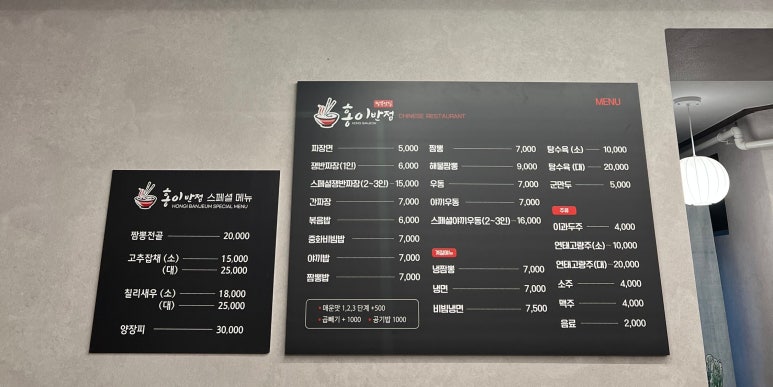 홍이반점 스페셜 메뉴
HONGI BANJEUM SPECIAL MENU
짬뽕전골 20,000
고추잡채 (소) 15,000
(대) 25,000
칠리새우 (소) 18,000
(대) 25,000
양장피 30,000
홍이반점 CHINESE RESTAURANT
HONGI BANJEUM
MENU
짜장면 5,000
쟁반짜장(1인) 6,000
스페셜쟁반짜장(2~3인) 15,000
간짜장 7,000
볶음밥 6,000
중화비빔밥 7,000
야끼밥 7,000
짬뽕밥 7,000
• 매운맛 1,2,3 단계 +500
• 곱빼기 + 1000 • 공기밥 1000
짬뽕 7,000
해물짬뽕 9,000
우동 7,000
야끼우동 7,000
스페셜야끼우동(2~3인) 16,000
계절메뉴
냉짬뽕 7,000
냉면 7,000
비빔냉면 7,500
탕수육 (소) 10,000
탕수육 (대) 20,000
군만두 5,000
주류
이과두주 4,000
연태고량주(소) 10,000
연태고량주(대) 20,000
소주 4,000
맥주 4,000
음료 2,000